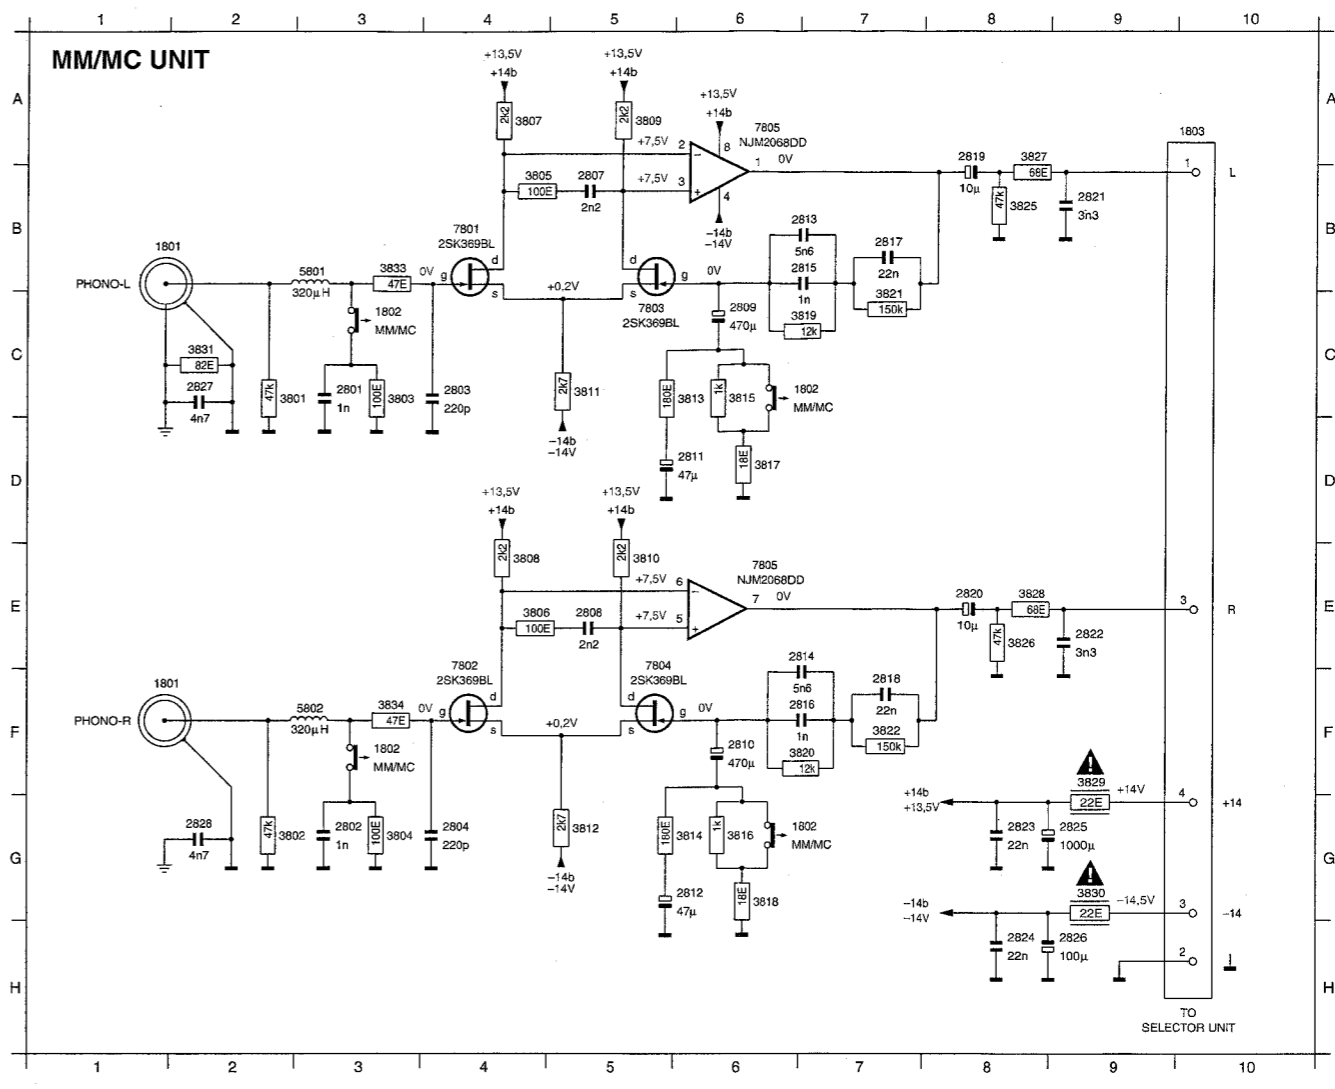 1 2 3 4 5 6 7 8 9 10
MM/MC UNIT
A A
B B
C C
D D
E E
F F
G G
H H
+13,5V
+14b
2k2
3807
+13,5V
+14b
2k2
3809
+13,5V
+14b
+7,5V
2
8
7805
NJM2068DD
1
0V
+7,5V
3
4
−14b
−14V
3805
100E
2807
2n2
7801
2SK369BL
d
g
s
0V
+0,2V
d
g
s
0V
7803
2SK369BL
1801
PHONO-L
5801
320µH
3833
47E
1802
MM/MC
3831
82E
2827
4n7
47k
3801
2801
1n
100E
3803
2803
220p
2k7
3811
−14b
−14V
2809
470µ
180E
3813
1k
3815
1802
MM/MC
2811
47µ
18E
3817
2813
5n6
2815
1n
3819
12k
2817
22n
3821
150k
2819
10µ
3827
68E
47k
3825
2821
3n3
1803
1
L
+13,5V
+14b
2k2
3808
+13,5V
+14b
2k2
3810
+7,5V
6
7805
NJM2068DD
7
0V
+7,5V
5
3806
100E
2808
2n2
7802
2SK369BL
d
g
s
0V
+0,2V
7804
2SK369BL
d
g
s
0V
1801
PHONO-R
5802
320µH
3834
47E
1802
MM/MC
2828
4n7
47k
3802
2802
1n
100E
3804
2804
220p
2k7
3812
−14b
−14V
2810
470µ
180E
3814
1k
3816
1802
MM/MC
2812
47µ
18E
3818
2814
5n6
2816
1n
3820
12k
2818
22n
3822
150k
2820
10µ
3828
68E
47k
3826
2822
3n3
3
R
+14b
+13,5V
3829
22E
+14V
4
+14
2823
22n
2825
1000µ
−14b
−14V
3830
22E
−14,5V
3
−14
2824
22n
2826
100µ
2
TO
SELECTOR UNIT
1 2 3 4 5 6 7 8 9 10